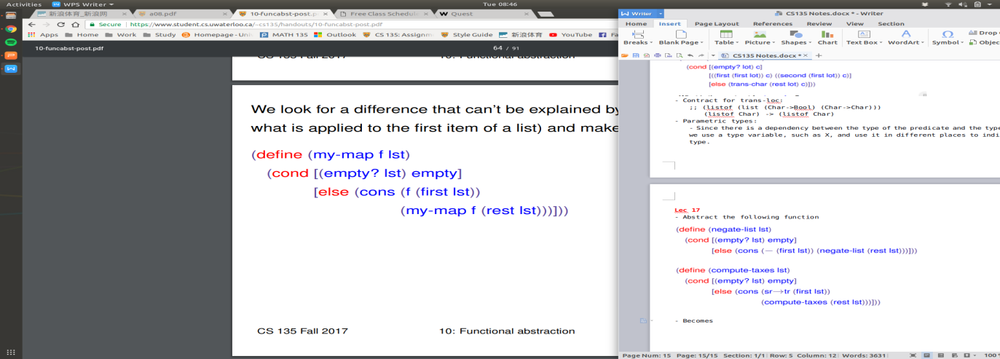 Activities WPS Writer Tue 08:46
新浪体育_新浪网 × a08.pdf × 10-funcabst-post.p × Free Class Schedule × W Quest ×
Secure https://www.student.cs.uwaterloo.ca/~cs135/handouts/10-funcabst-post.pdf
Apps Home Work Study Homepage - Uni MATH 135 Outlook CS 135: Assignm Style Guide 新浪体育 YouTube Fa
10-funcabst-post.pdf 64 / 91
CS 135 Fall 2017 10: Functional abstraction
We look for a difference that can't be explained by
what is applied to the first item of a list) and make
(define (my-map f lst)
(cond [(empty? lst) empty]
[else (cons (f (first lst))
(my-map f (rest lst)))]))
CS 135 Fall 2017 10: Functional abstraction
Writer CS135 Notes.docx * - Writer
Home Insert Page Layout References Review View Section
Breaks Blank Page Table Picture Shapes Chart Text Box WordArt Symbol Drop
Objec
CS135 Notes.docx * × +
(cond [(empty? lot) c]
[((first (first lot)) c) ((second (first lot)) c)]
[else (trans-char (rest lot) c)]))
- Contract for trans-loc:
;; (listof (list (Char->Bool) (Char->Char)))
(listof Char) -> (listof Char)
- Parametric types:
- Since there is a dependency between the type of the predicate and the type
we use a type variable, such as X, and use it in different places to indi
type.
Lec 17
- Abstract the following function
(define (negate-list lst)
(cond [(empty? lst) empty]
[else (cons (− (first lst)) (negate-list (rest lst)))]))
(define (compute-taxes lst)
(cond [(empty? lst) empty]
[else (cons (sr→tr (first lst))
(compute-taxes (rest lst)))]))
- Becomes
Page Num: 15 Page: 15/15 Section: 1/1 Row: 5 Column: 12 Words: 3631 100